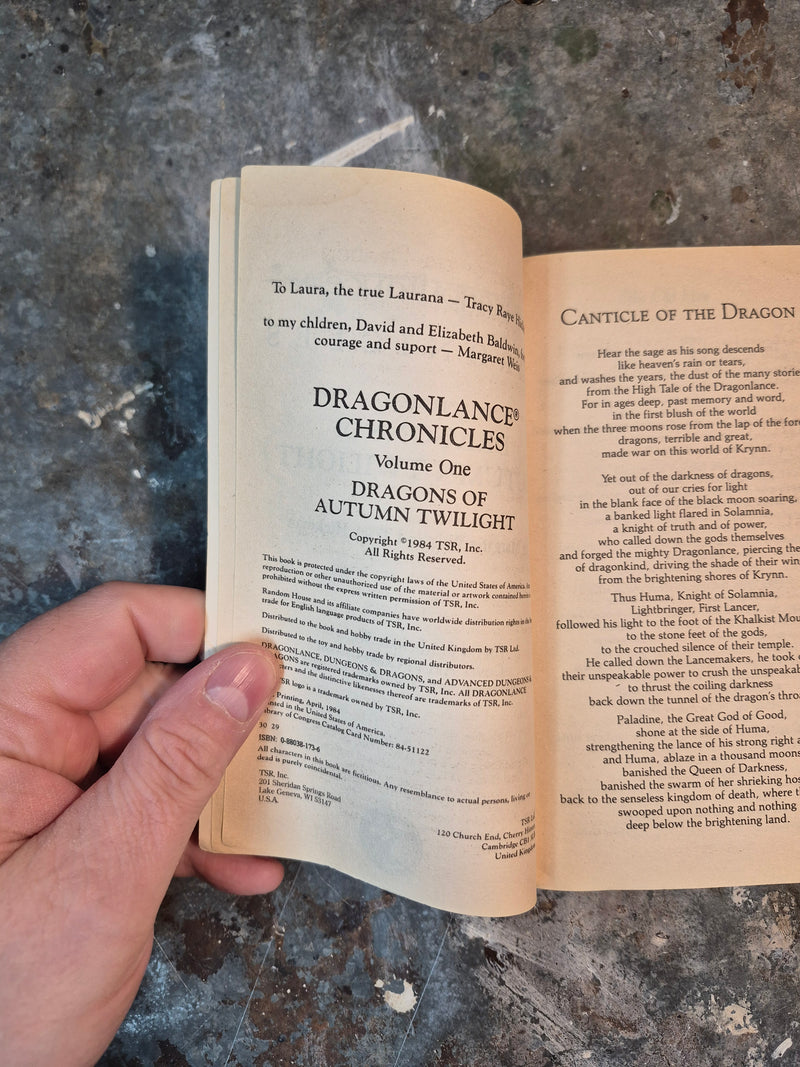 To Laura, the true Laurana — Tracy Raye
to my chldren, David and Elizabeth Baldwin,
courage and suport — Margaret Weis
DRAGONLANCE®
CHRONICLES
Volume One
DRAGONS OF
AUTUMN TWILIGHT
Copyright ©1984 TSR, Inc.
All Rights Reserved.
This book is protected under the copyright laws of the United States of America.
reproduction or other unauthorized use of the material or artwork contained
prohibited without the express written permission of TSR, Inc.
Random House and its affiliate companies have worldwide distribution rights in the
trade for English language products of TSR, Inc.
Distributed to the book and hobby trade in the United Kingdom by TSR Ltd.
Distributed to the toy and hobby trade by regional distributors.
DRAGONLANCE, DUNGEONS & DRAGONS, and ADVANCED DUNGEONS &
AGONS are registered trademarks owned by TSR, Inc. All DRAGONLANCE
ters and the distinctive likenesses thereof are trademarks of TSR, Inc.
TSR logo is a trademark owned by TSR, Inc.
Printing, April, 1984
nted in the United States of America.
ibrary of Congress Catalog Card Number: 84-51122
30 29
ISBN: 0-88038-173-6
All characters in this book are fictitious. Any resemblance to actual persons, living or
dead is purely coincidental.
TSR, Inc.
201 Sheridan Springs Road
Lake Geneva, WI 53147
U.S.A.
TSR Ltd.
120 Church End, Cherry Hinton
Cambridge CB1
United Kingdom
CANTICLE OF THE DRAGON
Hear the sage as his song descends
like heaven's rain or tears,
and washes the years, the dust of the many storie
from the High Tale of the Dragonlance.
For in ages deep, past memory and word,
in the first blush of the world
when the three moons rose from the lap of the fore
dragons, terrible and great,
made war on this world of Krynn.
Yet out of the darkness of dragons,
out of our cries for light
in the blank face of the black moon soaring,
a banked light flared in Solamnia,
a knight of truth and of power,
who called down the gods themselves
and forged the mighty Dragonlance, piercing the
of dragonkind, driving the shade of their win
from the brightening shores of Krynn.
Thus Huma, Knight of Solamnia,
Lightbringer, First Lancer,
followed his light to the foot of the Khalkist Mou
to the stone feet of the gods,
to the crouched silence of their temple.
He called down the Lancemakers, he took o
their unspeakable power to crush the unspeakab
to thrust the coiling darkness
back down the tunnel of the dragon's thro
Paladine, the Great God of Good,
shone at the side of Huma,
strengthening the lance of his strong right a
and Huma, ablaze in a thousand moons
banished the Queen of Darkness,
banished the swarm of her shrieking hos
back to the senseless kingdom of death, where t
swooped upon nothing and nothing
deep below the brightening land.